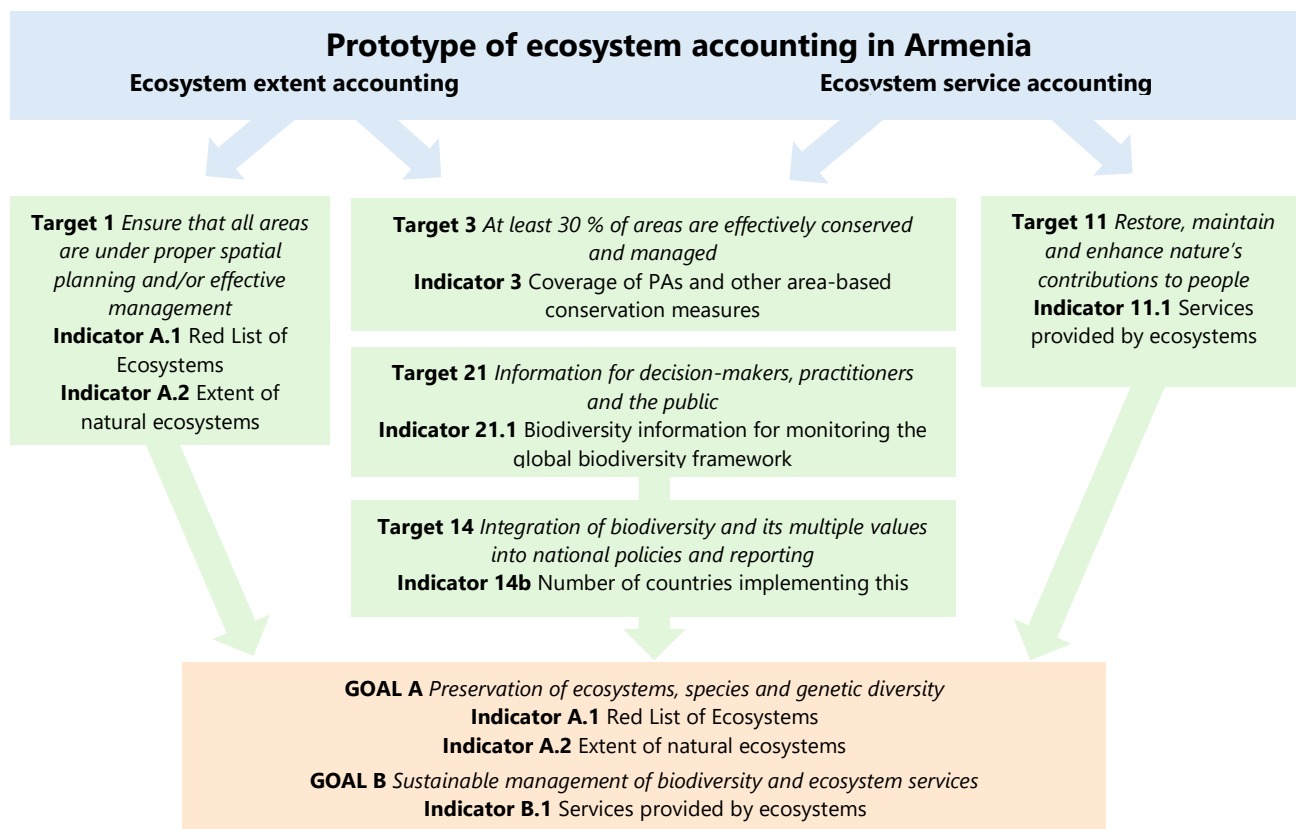 Prototype of ecosystem accounting in Armenia
Ecosystem extent accounting
Ecosystem service accounting
Target 1 Ensure that all areas
are under proper spatial
planning and/or effective
management
Indicator A.1 Red List of
Ecosystems
Indicator A.2 Extent of
natural ecosystems
Target 3 At least 30 % of areas are effectively conserved
and managed
Indicator 3 Coverage of PAs and other area-based
conservation measures
Target 21 Information for decision-makers, practitioners
and the public
Indicator 21.1 Biodiversity information for monitoring the
global biodiversity framework
Target 14 Integration of biodiversity and its multiple values
into national policies and reporting
Indicator 14b Number of countries implementing this
Target 11 Restore, maintain
and enhance nature's
contributions to people
Indicator 11.1 Services
provided by ecosystems
GOAL A Preservation of ecosystems, species and genetic diversity
Indicator A.1 Red List of Ecosystems
Indicator A.2 Extent of natural ecosystems
GOAL B Sustainable management of biodiversity and ecosystem services
Indicator B.1 Services provided by ecosystems